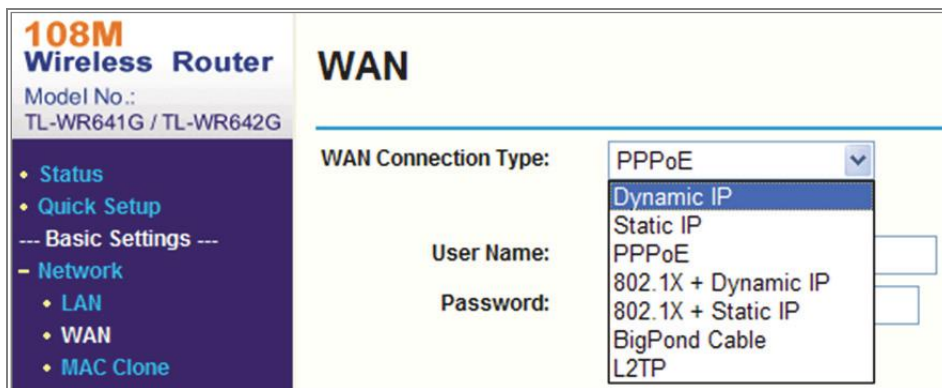 108M
Wireless Router
Model No.:
TL-WR641G / TL-WR642G
• Status
• Quick Setup
--- Basic Settings ---
– Network
• LAN
• WAN
• MAC Clone
WAN
WAN Connection Type: PPPoE
Dynamic IP
Static IP
PPPoE
802.1X + Dynamic IP
802.1X + Static IP
BigPond Cable
L2TP
User Name:
Password: